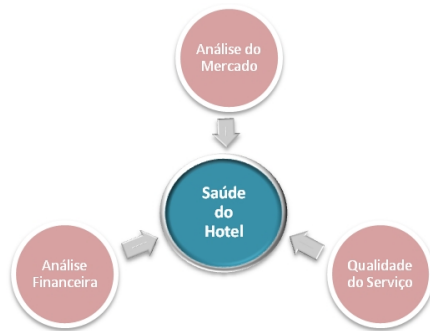 Análise do
Mercado
Saúde
do
Hotel
Análise
Financeira
Qualidade
do Serviço